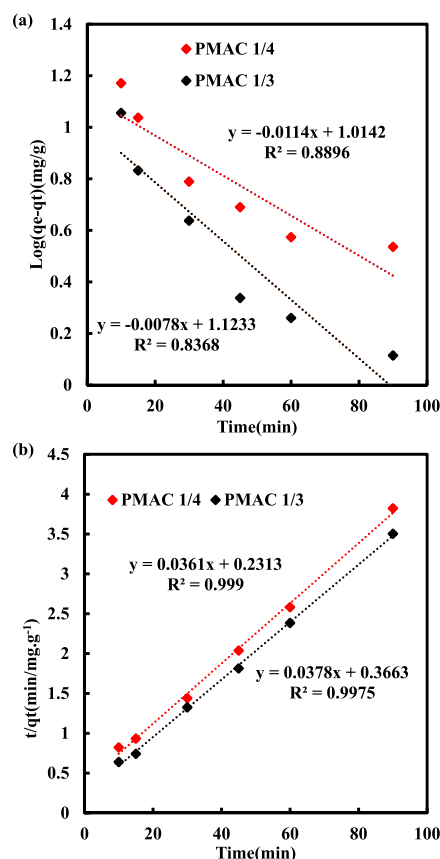 (a)
1.4
1.2
1
0.8
0.6
0.4
0.2
0
Log(qe-qt)(mg/g)
PMAC 1/4
PMAC 1/3
y = -0.0114x + 1.0142
R² = 0.8896
y = -0.0078x + 1.1233
R² = 0.8368
0 20 40 60 80 100
Time(min)
(b)
4.5
4
3.5
3
2.5
2
1.5
1
0.5
0
t/qt(min/mg.g⁻¹)
PMAC 1/4 PMAC 1/3
y = 0.0361x + 0.2313
R² = 0.999
y = 0.0378x + 0.3663
R² = 0.9975
0 20 40 60 80 100
Time(min)